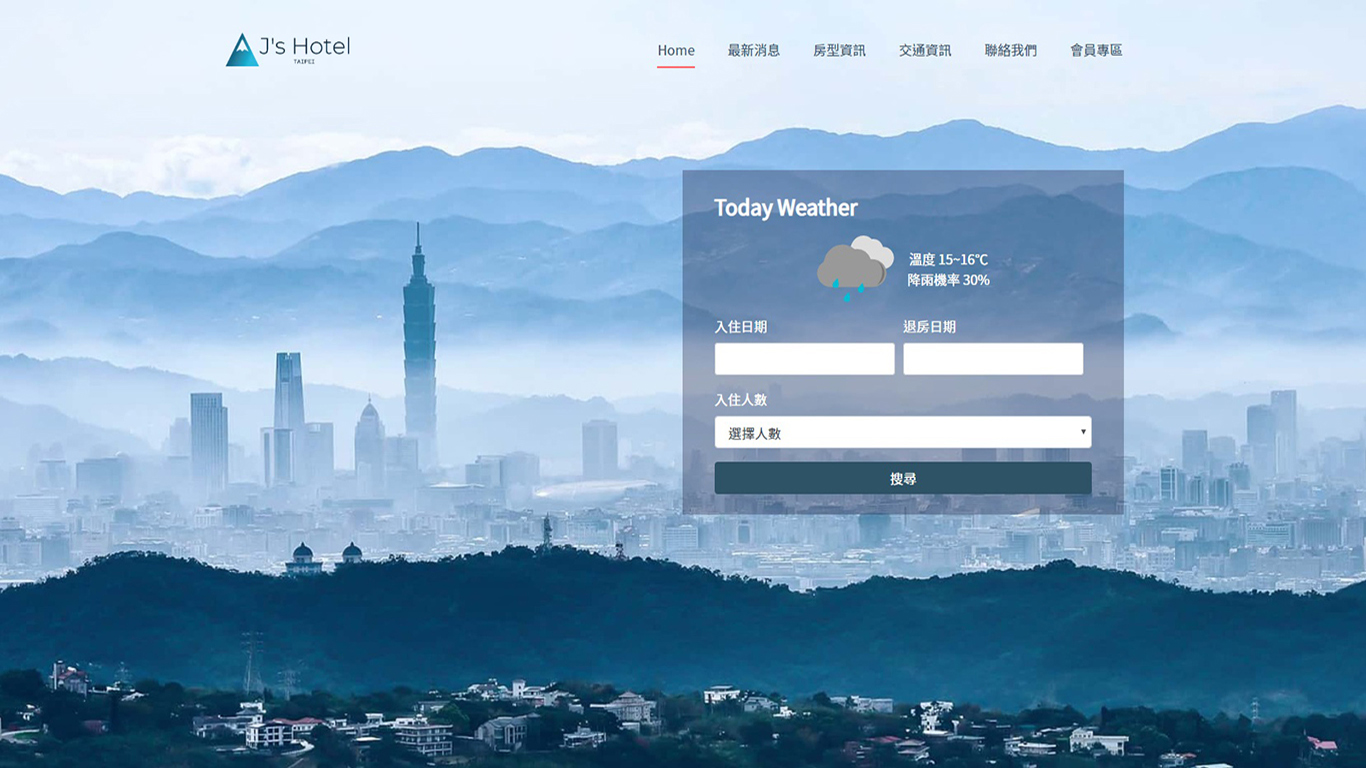 J's Hotel
TAIPEI
Home 最新消息 房型資訊 交通資訊 聯絡我們 會員專區
Today Weather
溫度 15~16°C
降雨機率 30%
入住日期 退房日期
入住人數
選擇人數
搜尋